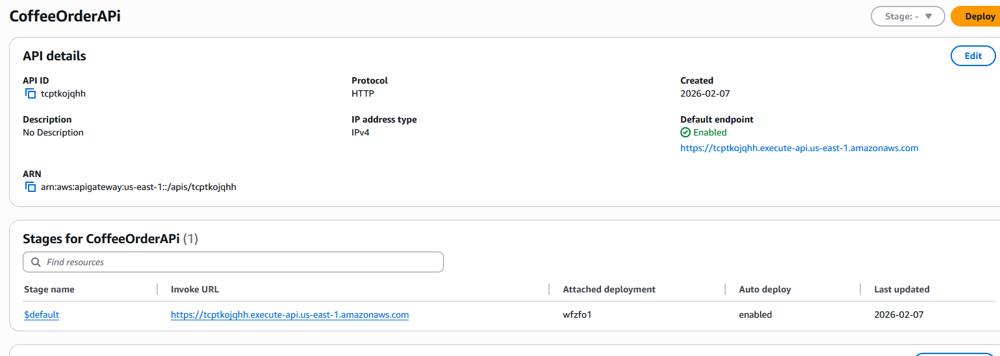 CoffeeOrderAPi
Stage: -
Deploy
API details
Edit
API ID
Protocol
Created
tcptkojqhh
HTTP
2026-02-07
Description
IP address type
Default endpoint
No Description
IPv4
Enabled
https://tcptkojqhh.execute-api.us-east-1.amazonaws.com
ARN
arn:aws:apigateway:us-east-1::/apis/tcptkojqhh
Stages for CoffeeOrderAPi (1)
Find resources
Stage name
Invoke URL
Attached deployment
Auto deploy
Last updated
$default
https://tcptkojqhh.execute-api.us-east-1.amazonaws.com
wfzfo1
enabled
2026-02-07